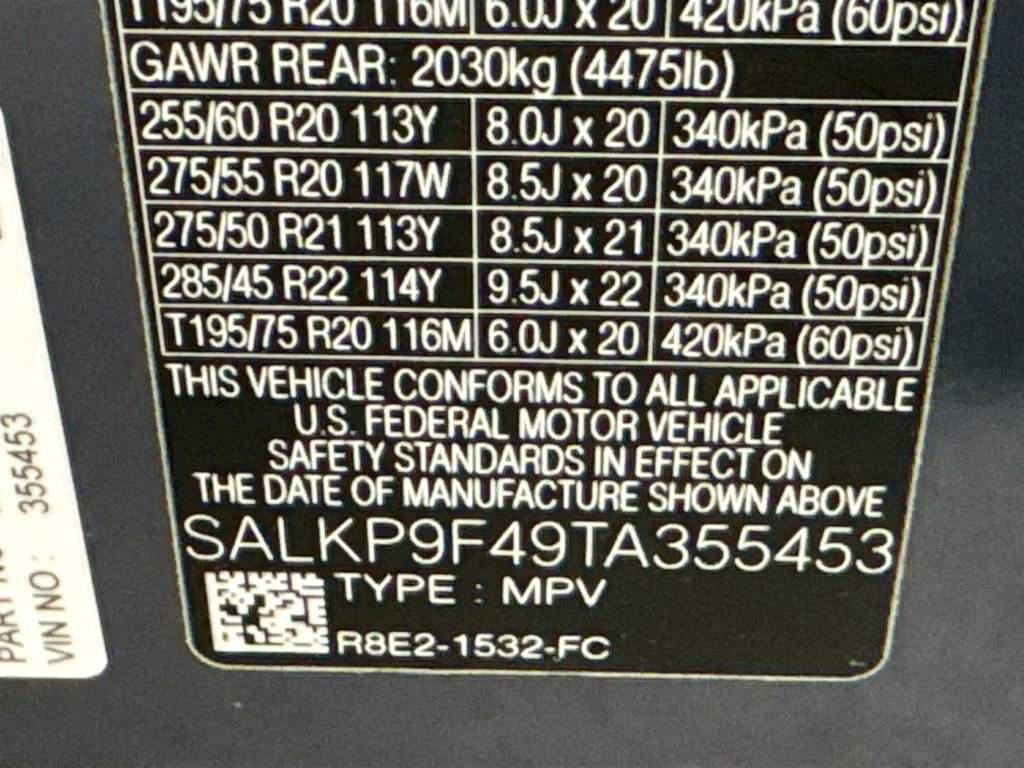 T195/75 R20 116M 6.0J x 20 420kPa (60psi)
GAWR REAR: 2030kg (4475lb)
255/60 R20 113Y 8.0J x 20 340kPa (50psi)
275/55 R20 117W 8.5J x 20 340kPa (50psi)
275/50 R21 113Y 8.5J x 21 340kPa (50psi)
285/45 R22 114Y 9.5J x 22 340kPa (50psi)
T195/75 R20 116M 6.0J x 20 420kPa (60psi)
THIS VEHICLE CONFORMS TO ALL APPLICABLE
U.S. FEDERAL MOTOR VEHICLE
SAFETY STANDARDS IN EFFECT ON
THE DATE OF MANUFACTURE SHOWN ABOVE
SALKP9F49TA355453
TYPE : MPV
R8E2-1532-FC
PART NO
VIN NO : 355453